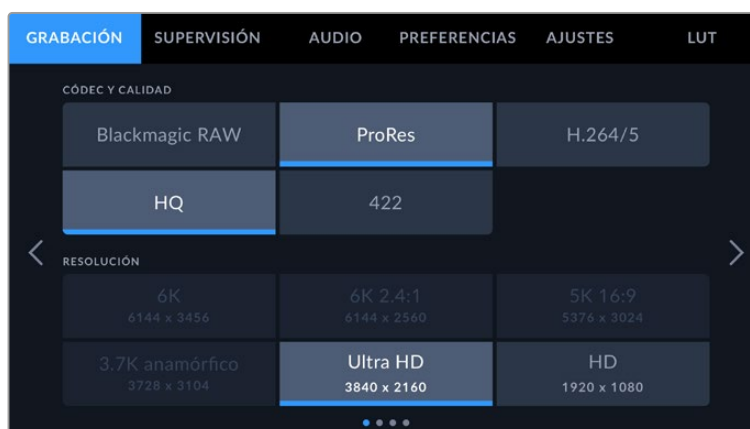 GRABACIÓN SUPERVISIÓN AUDIO PREFERENCIAS AJUSTES LUT
CÓDEC Y CALIDAD
Blackmagic RAW ProRes H.264/5
HQ 422
RESOLUCIÓN
6K 6K 2.4:1 5K 16:9
6144 x 3456 6144 x 2560 5376 x 3024
3.7K anamórfico Ultra HD HD
3728 x 3104 3840 x 2160 1920 x 1080